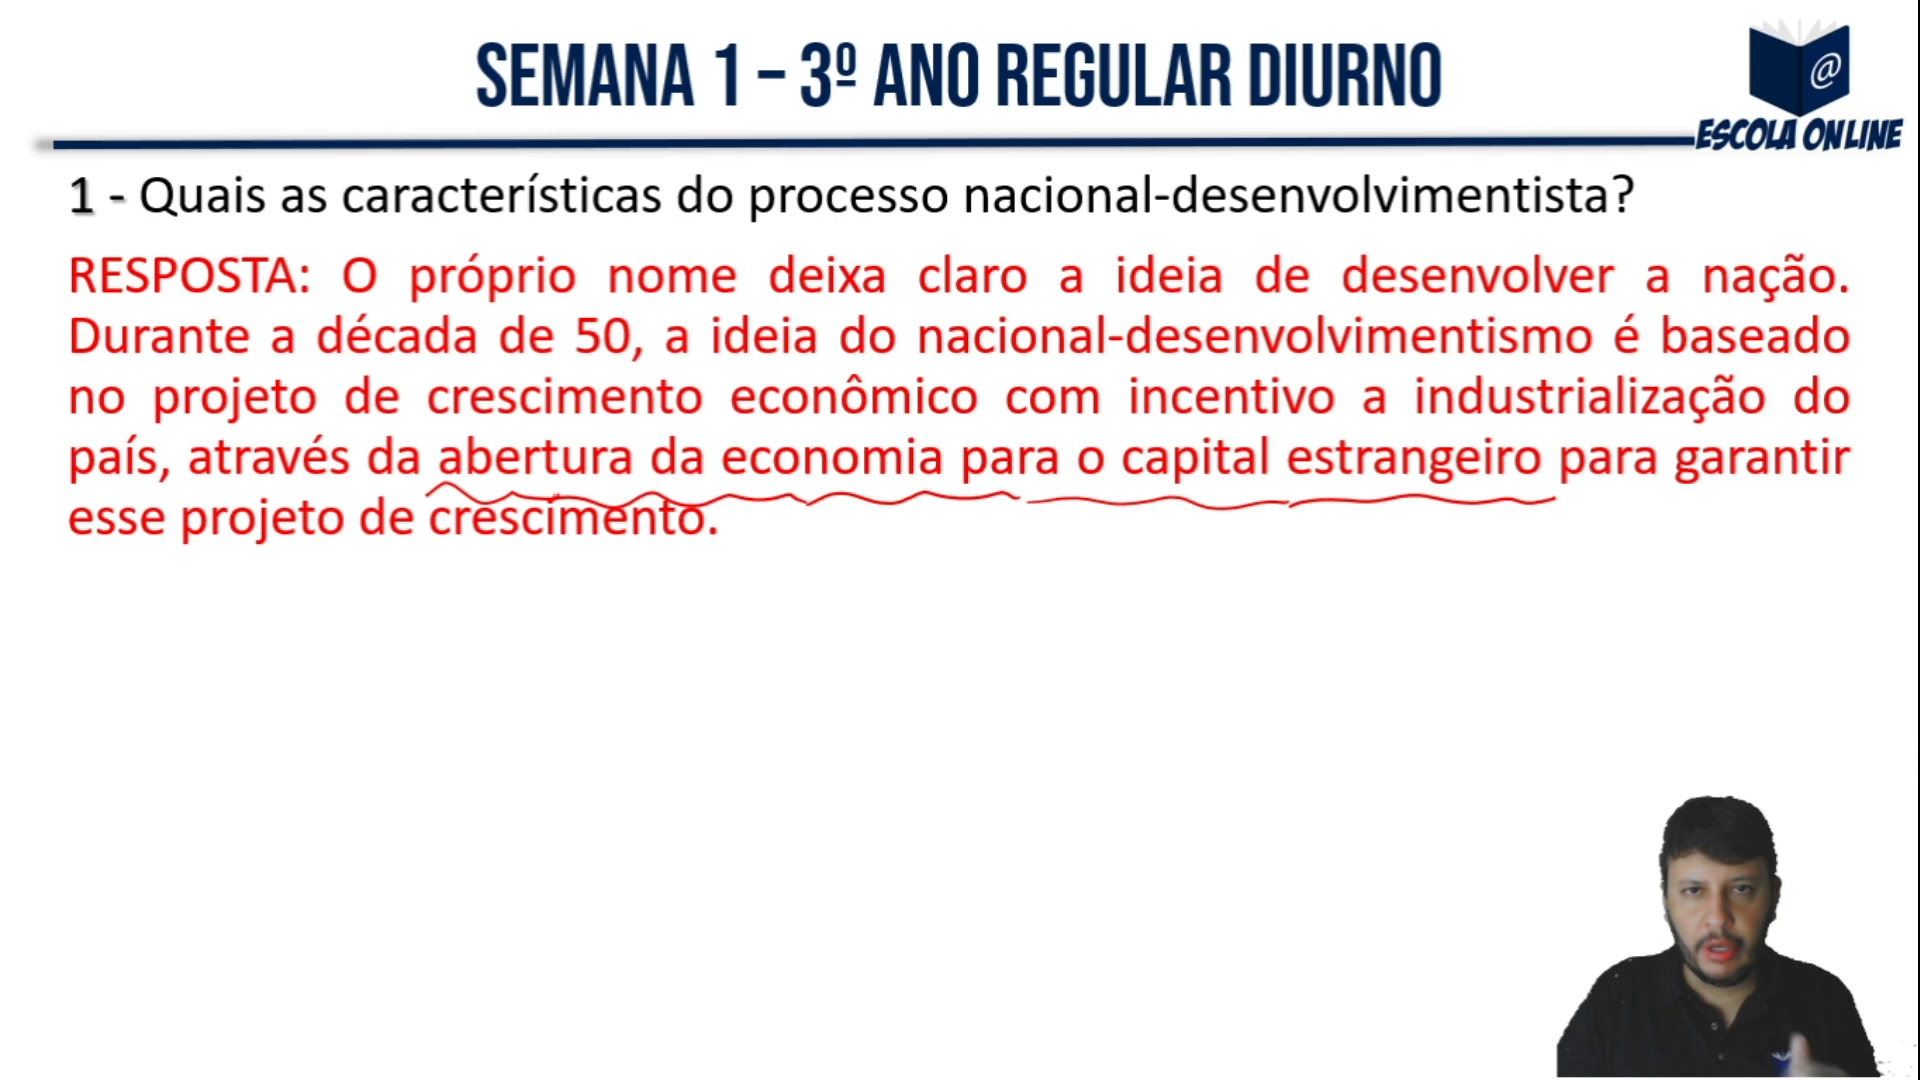 SEMANA 1 – 3º ANO REGULAR DIURNO
@
ESCOLA ONLINE
1 - Quais as características do processo nacional-desenvolvimentista?
RESPOSTA: O próprio nome deixa claro a ideia de desenvolver a nação.
Durante a década de 50, a ideia do nacional-desenvolvimentismo é baseado
no projeto de crescimento econômico com incentivo a industrialização do
país, através da abertura da economia para o capital estrangeiro para garantir
esse projeto de crescimento.